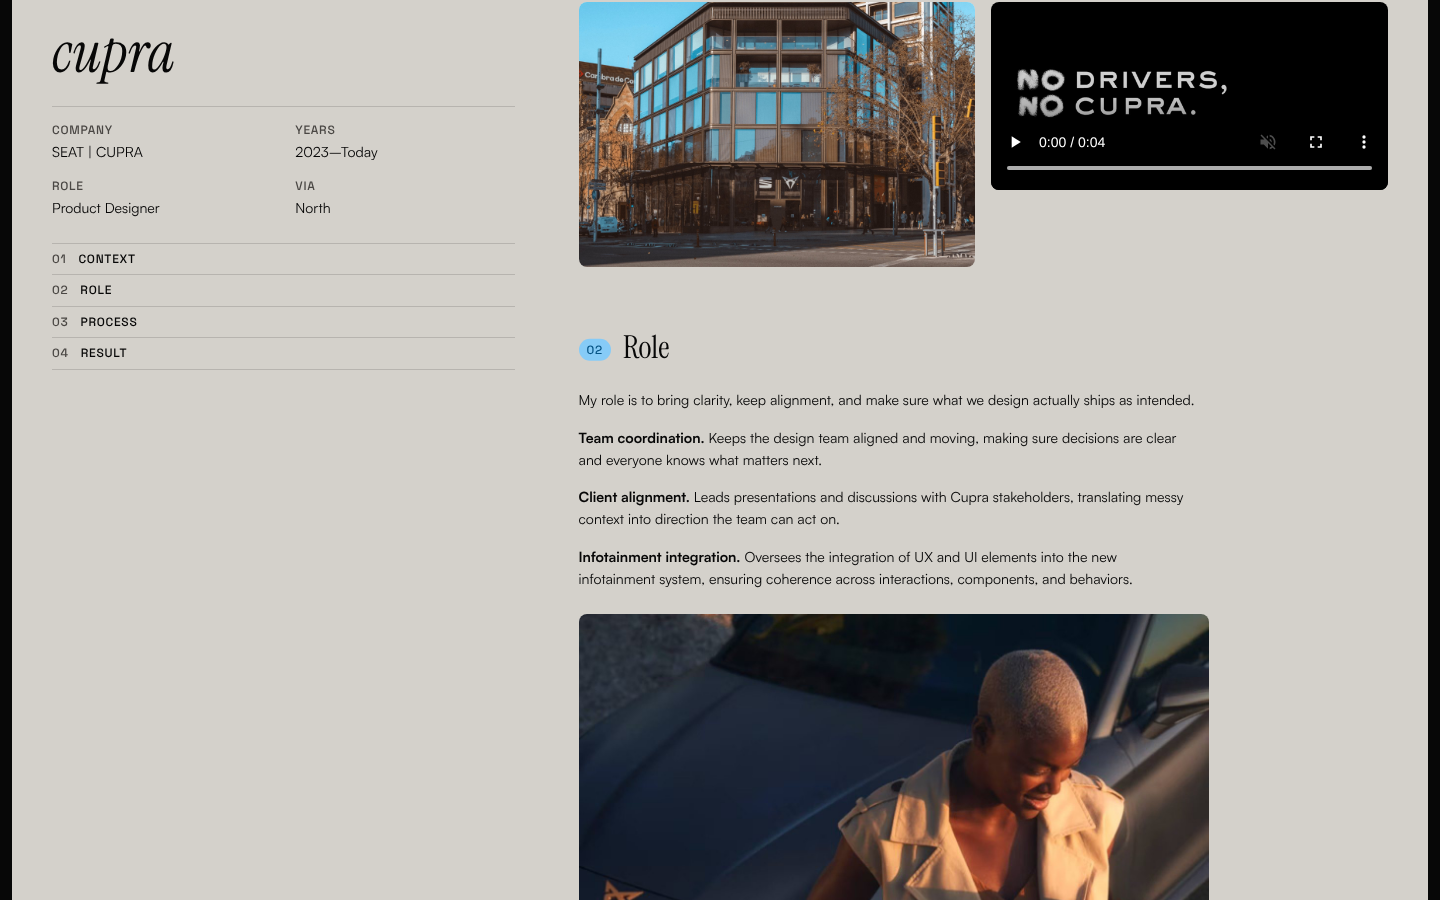 cupra
COMPANY
SEAT | CUPRA
YEARS
2023—Today
ROLE
Product Designer
VIA
North
01 CONTEXT
02 ROLE
03 PROCESS
04 RESULT
NO DRIVERS,
NO CUPRA.
0:00 / 0:04
02 Role
My role is to bring clarity, keep alignment, and make sure what we design actually ships as intended.
Team coordination. Keeps the design team aligned and moving, making sure decisions are clear
and everyone knows what matters next.
Client alignment. Leads presentations and discussions with Cupra stakeholders, translating messy
context into direction the team can act on.
Infotainment integration. Oversees the integration of UX and UI elements into the new
infotainment system, ensuring coherence across interactions, components, and behaviors.